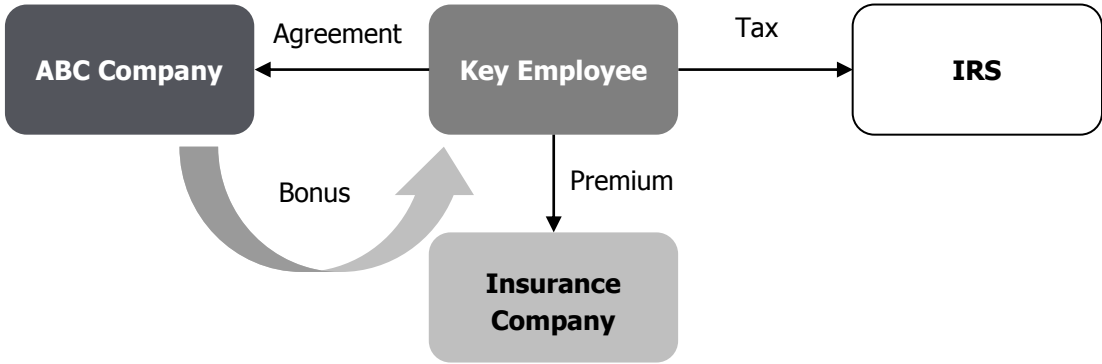 Agreement
Tax
ABC Company
Key Employee
IRS
Bonus
Premium
Insurance
Company